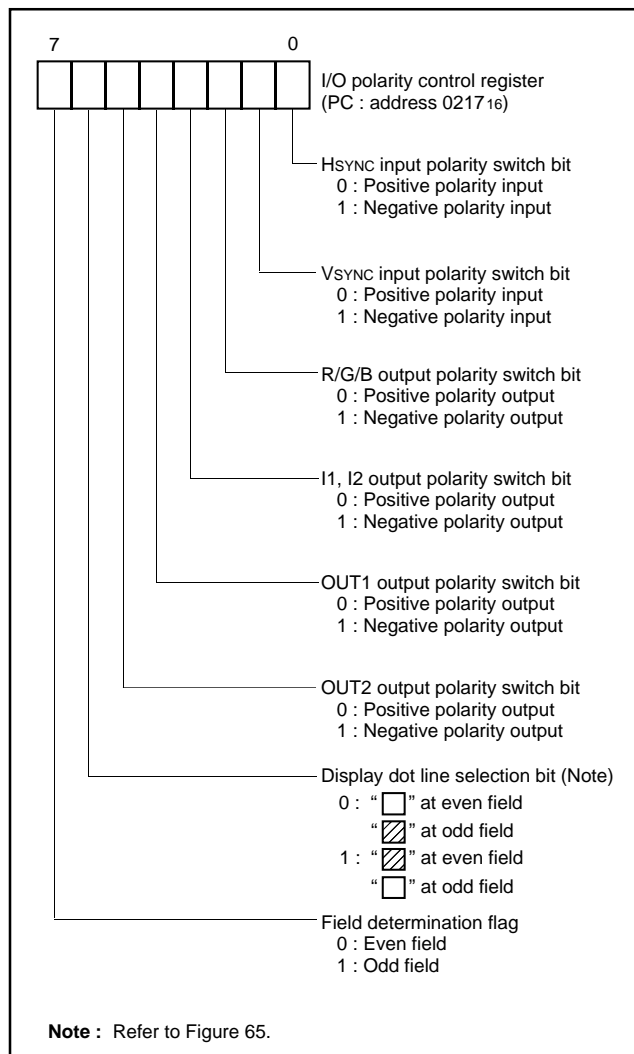 7 0
I/O polarity control register
(PC : address 021716)
HSYNC input polarity switch bit
0 : Positive polarity input
1 : Negative polarity input
VSYNC input polarity switch bit
0 : Positive polarity input
1 : Negative polarity input
R/G/B output polarity switch bit
0 : Positive polarity output
1 : Negative polarity output
I1, I2 output polarity switch bit
0 : Positive polarity output
1 : Negative polarity output
OUT1 output polarity switch bit
0 : Positive polarity output
1 : Negative polarity output
OUT2 output polarity switch bit
0 : Positive polarity output
1 : Negative polarity output
Display dot line selection bit (Note)
0 : “ ” at even field
“ ” at odd field
1 : “ ” at even field
“ ” at odd field
Field determination flag
0 : Even field
1 : Odd field
Note : Refer to Figure 65.